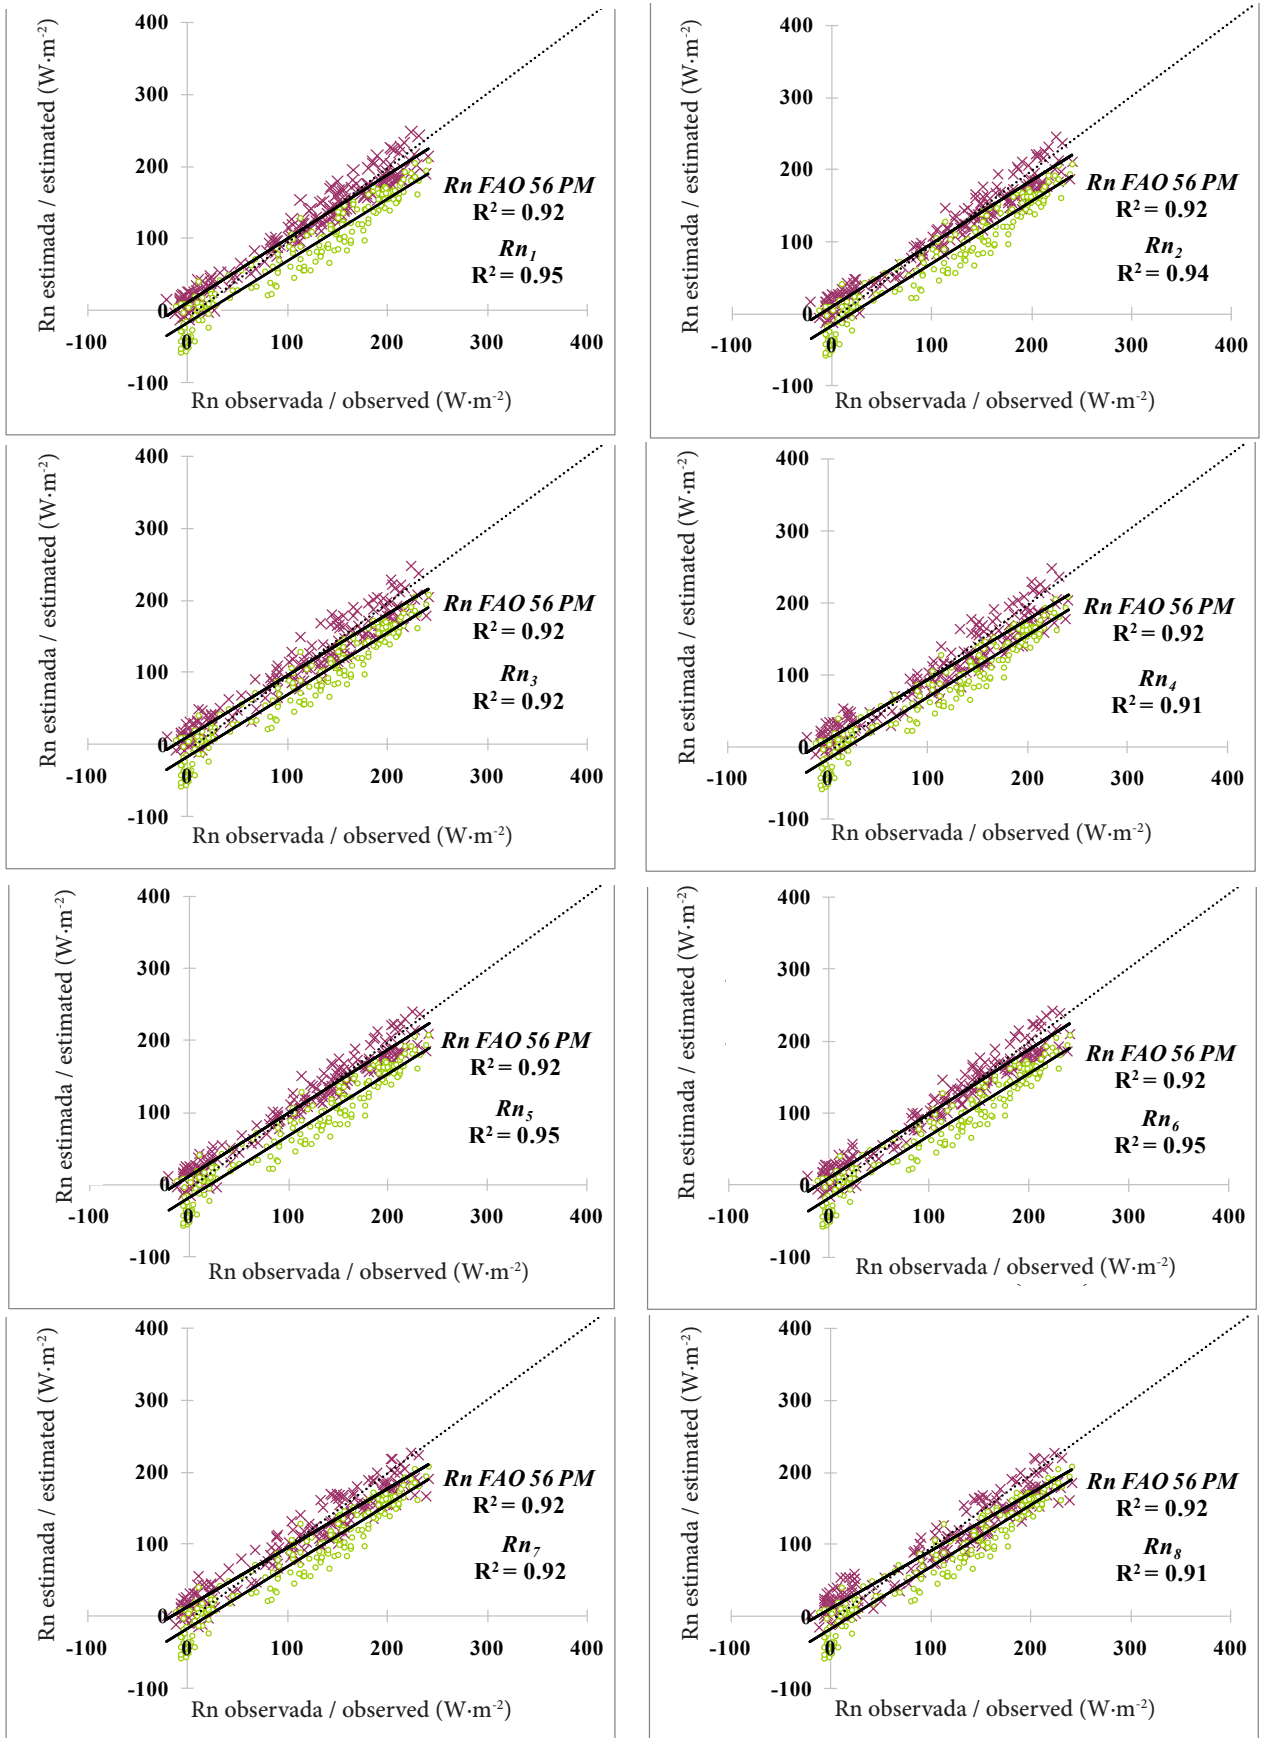 Rn estimada / estimated (W·m-2)
400
300
200
100
0
-100
-100 0 100 200 300 400
Rn FAO 56 PM
R2 = 0.92
Rn1
R2 = 0.95
Rn observada / observed (W·m-2)
Rn estimada / estimated (W·m-2)
400
300
200
100
0
-100
-100 0 100 200 300 400
Rn FAO 56 PM
R2 = 0.92
Rn2
R2 = 0.94
Rn observada / observed (W·m-2)
Rn estimada / estimated (W·m-2)
400
300
200
100
0
-100
-100 0 100 200 300 400
Rn FAO 56 PM
R2 = 0.92
Rn3
R2 = 0.92
Rn observada / observed (W·m-2)
Rn estimada / estimated (W·m-2)
400
300
200
100
0
-100
-100 0 100 200 300 400
Rn FAO 56 PM
R2 = 0.92
Rn4
R2 = 0.91
Rn observada / observed (W·m-2)
Rn estimada / estimated (W·m-2)
400
300
200
100
0
-100
-100 0 100 200 300 400
Rn FAO 56 PM
R2 = 0.92
Rn5
R2 = 0.95
Rn observada / observed (W·m-2)
Rn estimada / estimated (W·m-2)
400
300
200
100
0
-100
-100 0 100 200 300 400
Rn FAO 56 PM
R2 = 0.92
Rn6
R2 = 0.95
Rn observada / observed (W·m-2)
Rn estimada / estimated (W·m-2)
400
300
200
100
0
-100
-100 0 100 200 300 400
Rn FAO 56 PM
R2 = 0.92
Rn7
R2 = 0.92
Rn observada / observed (W·m-2)
Rn estimada / estimated (W·m-2)
400
300
200
100
0
-100
-100 0 100 200 300 400
Rn FAO 56 PM
R2 = 0.92
Rn8
R2 = 0.91
Rn observada / observed (W·m-2)